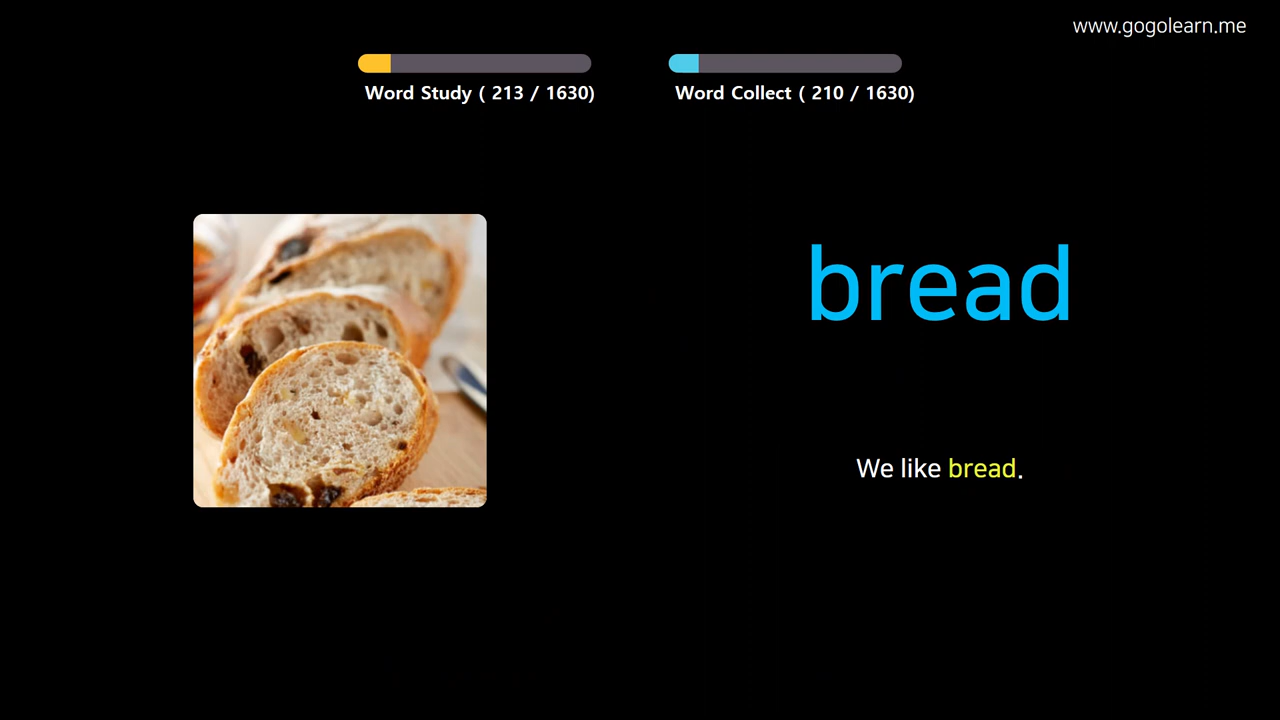 www.gogolearn.me
Word Study ( 213 / 1630)
Word Collect ( 210 / 1630)
bread
We like bread.